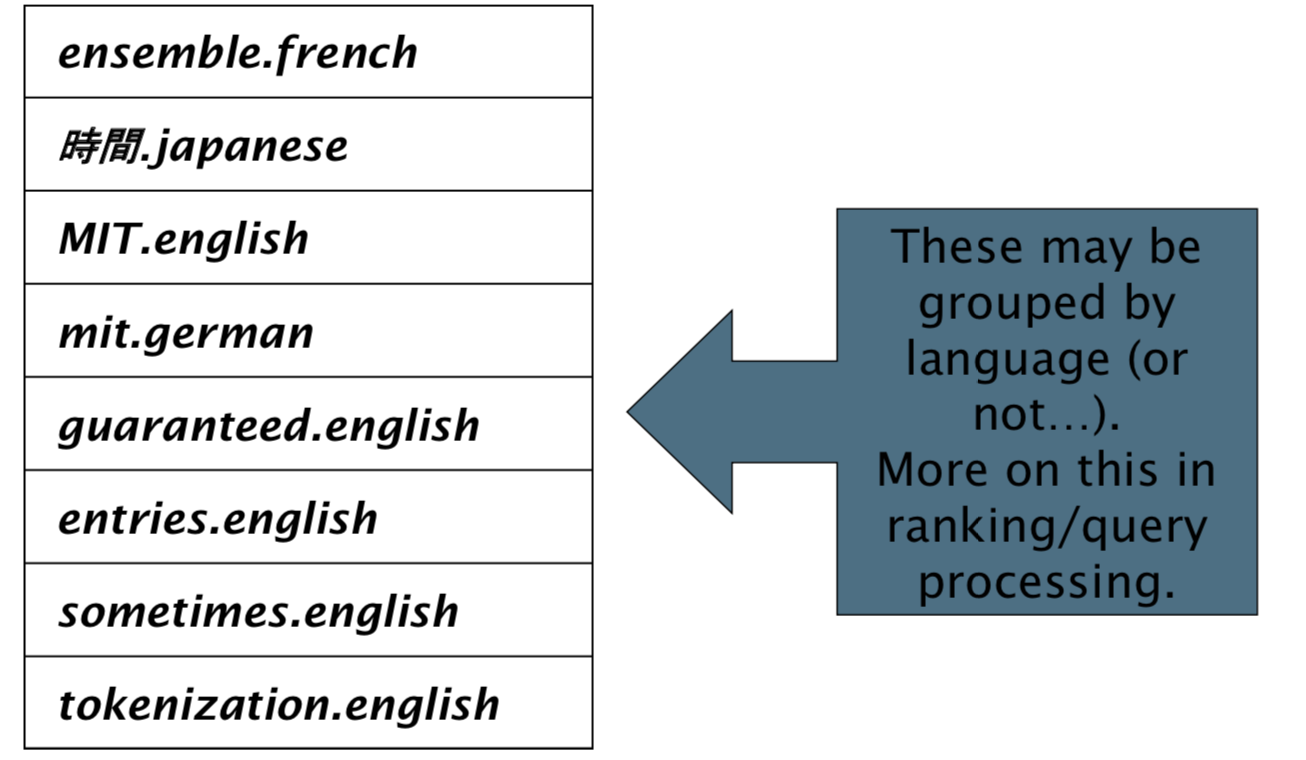 ensemble.french
時間.japanese
MIT.english
mit.german
guaranteed.english
entries.english
sometimes.english
tokenization.english
These may be
grouped by
language (or
not…).
More on this in
ranking/query
processing.